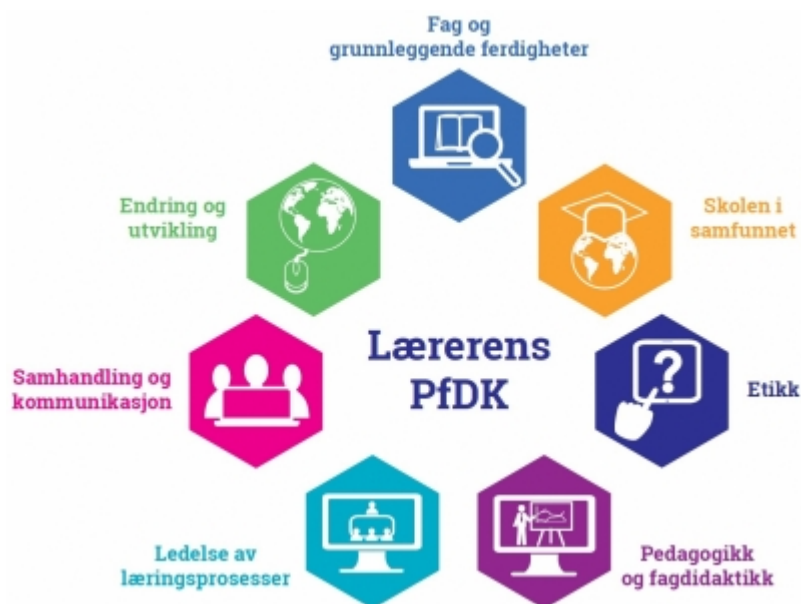 Fag og
grunnleggende ferdigheter
Endring og
utvikling
Skolen i
samfunnet
Lærerens
PfDK
Samhandling og
kommunikasjon
?
Etikk
Ledelse av
læringsprosesser
Pedagogikk
og fagdidaktikk